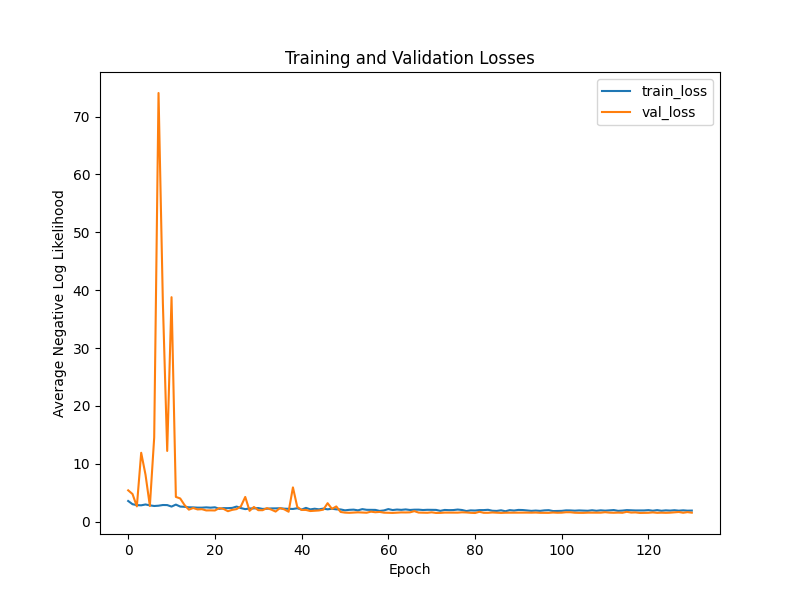 Training and Validation Losses
train_loss
val_loss
Average Negative Log Likelihood
70
60
50
40
30
20
10
0
0 20 40 60 80 100 120
Epoch